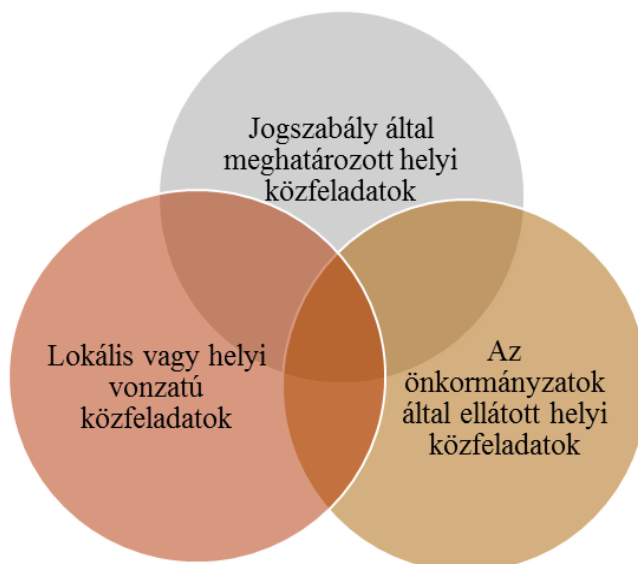 Jogszabály által
meghatározott helyi
közfeladatok
Lokális vagy helyi
vonzatú
közfeladatok
Az
önkormányzatok
által ellátott helyi
közfeladatok